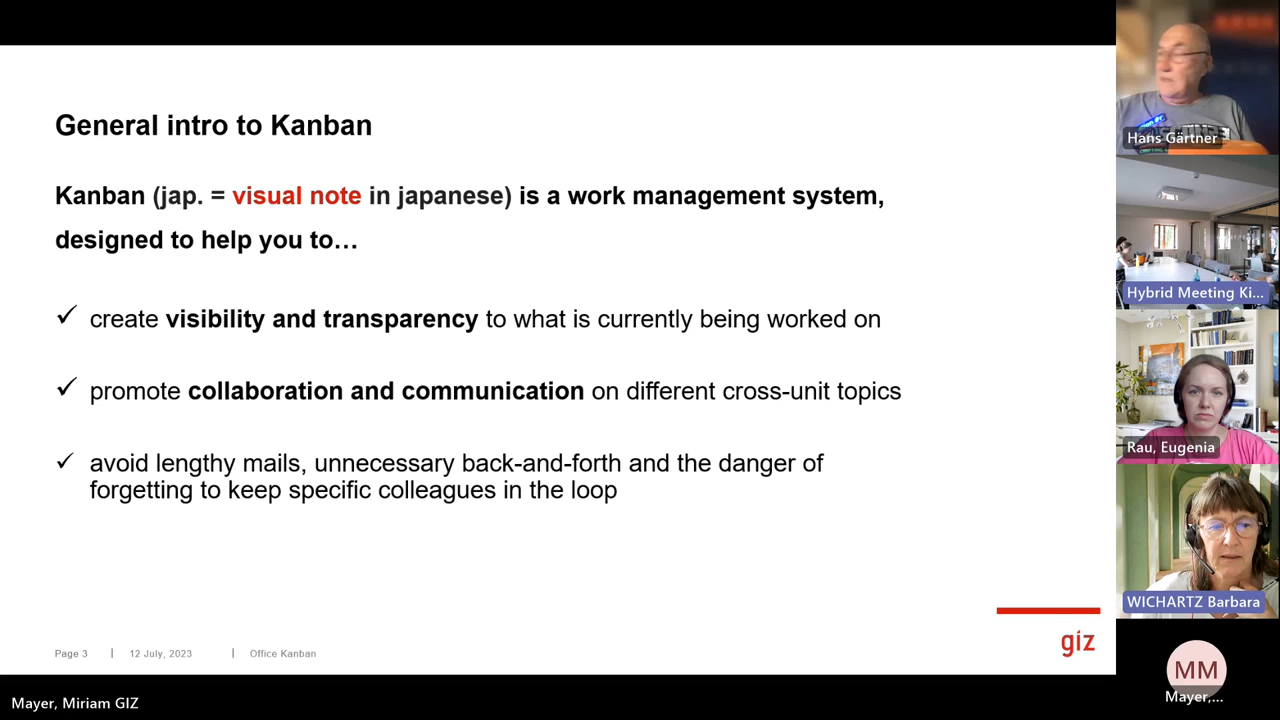 General intro to Kanban
Kanban (jap. = visual note in japanese) is a work management system,
designed to help you to…
✓ create visibility and transparency to what is currently being worked on
✓ promote collaboration and communication on different cross-unit topics
✓ avoid lengthy mails, unnecessary back-and-forth and the danger of
forgetting to keep specific colleagues in the loop
Page 3 | 12 July, 2023 | Office Kanban
giz
Mayer, Miriam GIZ
Hans Gärtner
Hybrid Meeting Ki...
Rau, Eugenia
WICHARTZ Barbara
MM
Mayer,...